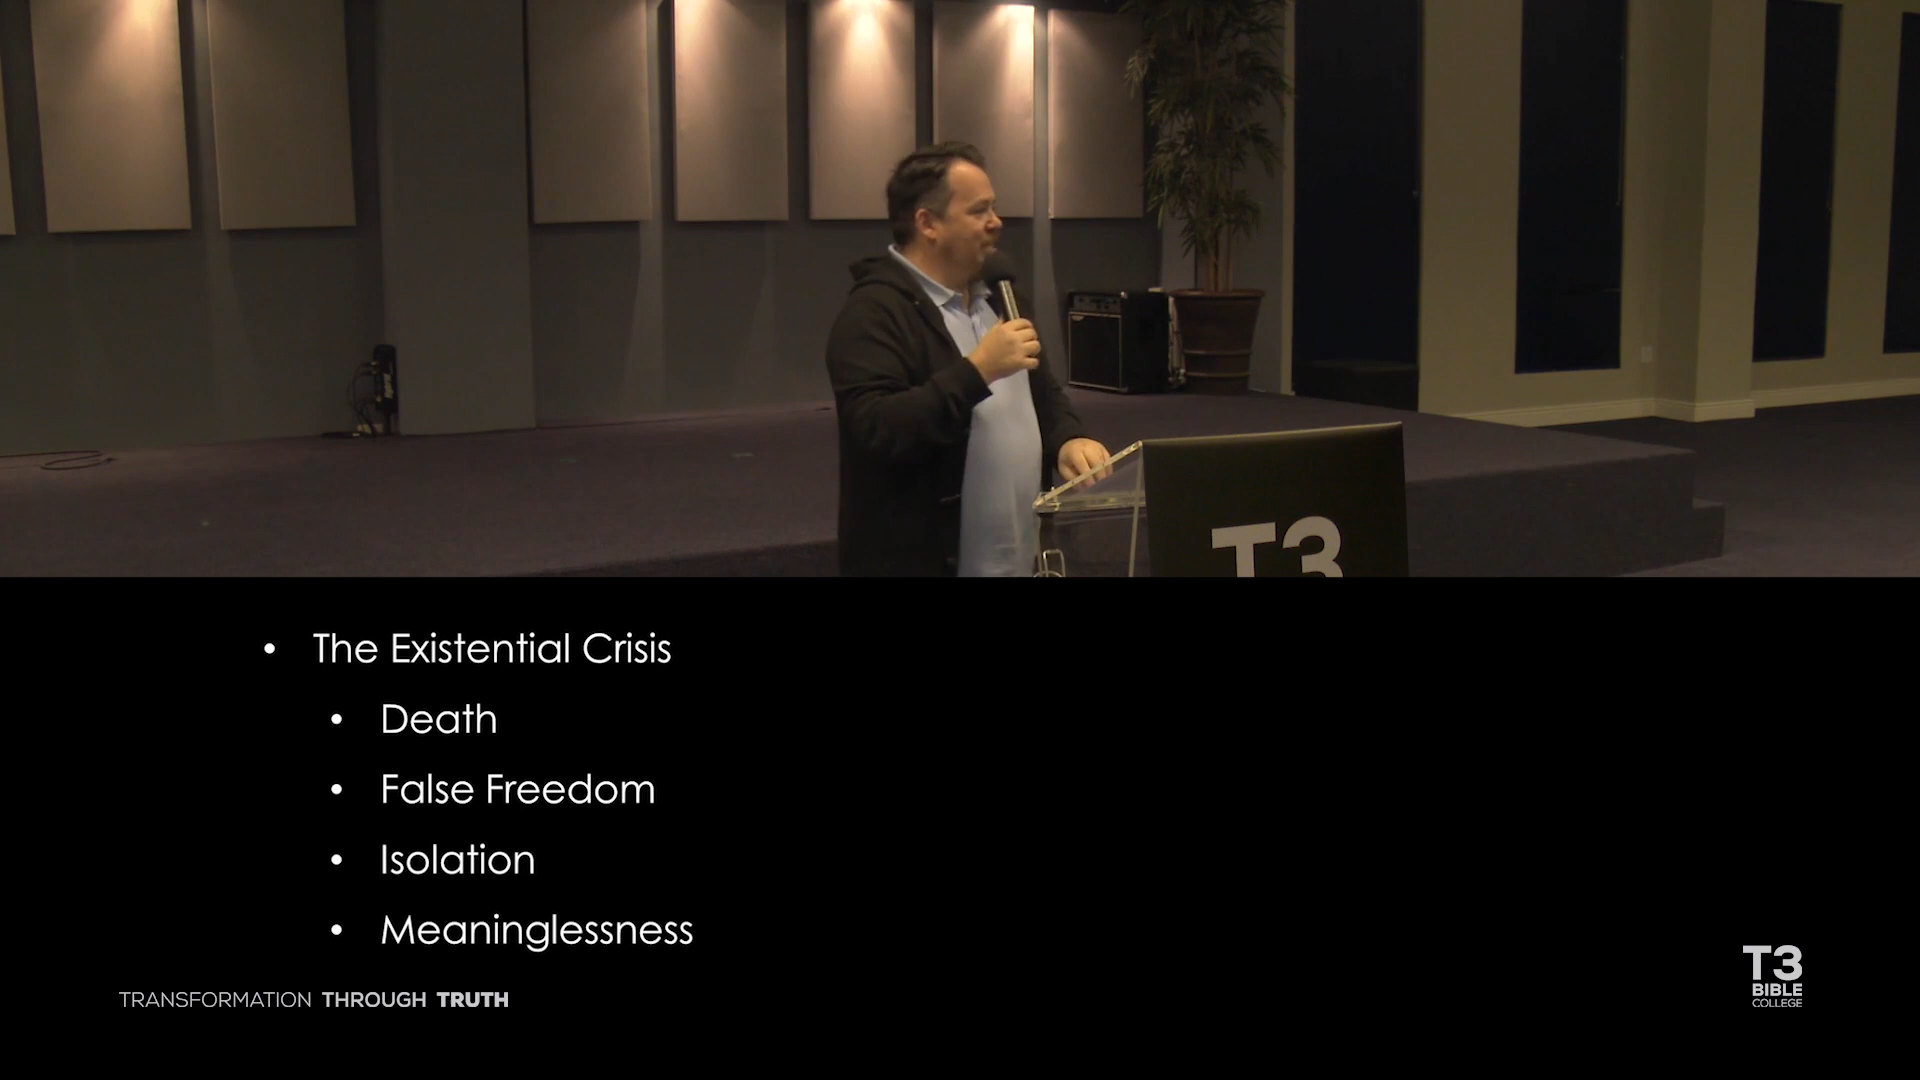 T3
• The Existential Crisis
• Death
• False Freedom
• Isolation
• Meaninglessness
TRANSFORMATION THROUGH TRUTH
T3
BIBLE
COLLEGE